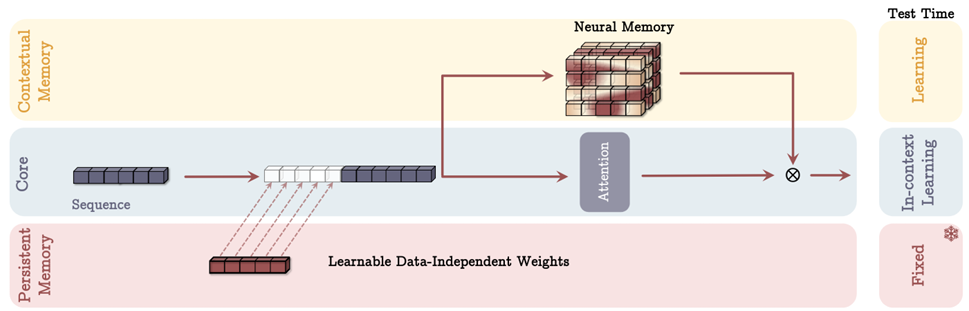 Test Time
Neural Memory
Contextual
Memory
Learning
Core
Sequence
Attention
In-context
Learning
Persistent
Memory
Learnable Data-Independent Weights
Fixed